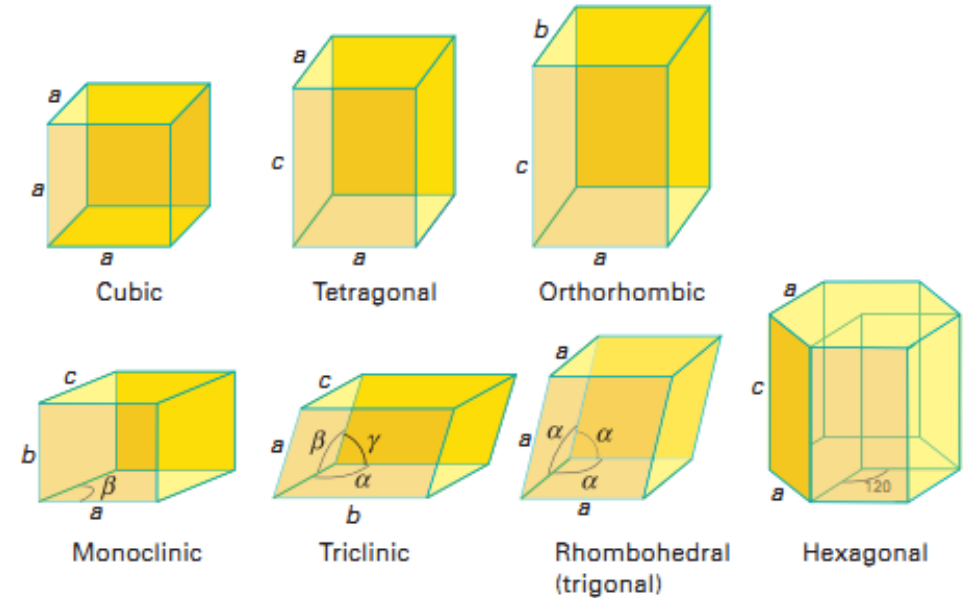 a
a
a
Cubic
a
c
a
Tetragonal
b
c
a
Orthorhombic
c
b
β
a
Monoclinic
c
a
β
γ
α
b
Triclinic
a
a
α
α
α
a
Rhombohedral
(trigonal)
a
c
a
120
Hexagonal